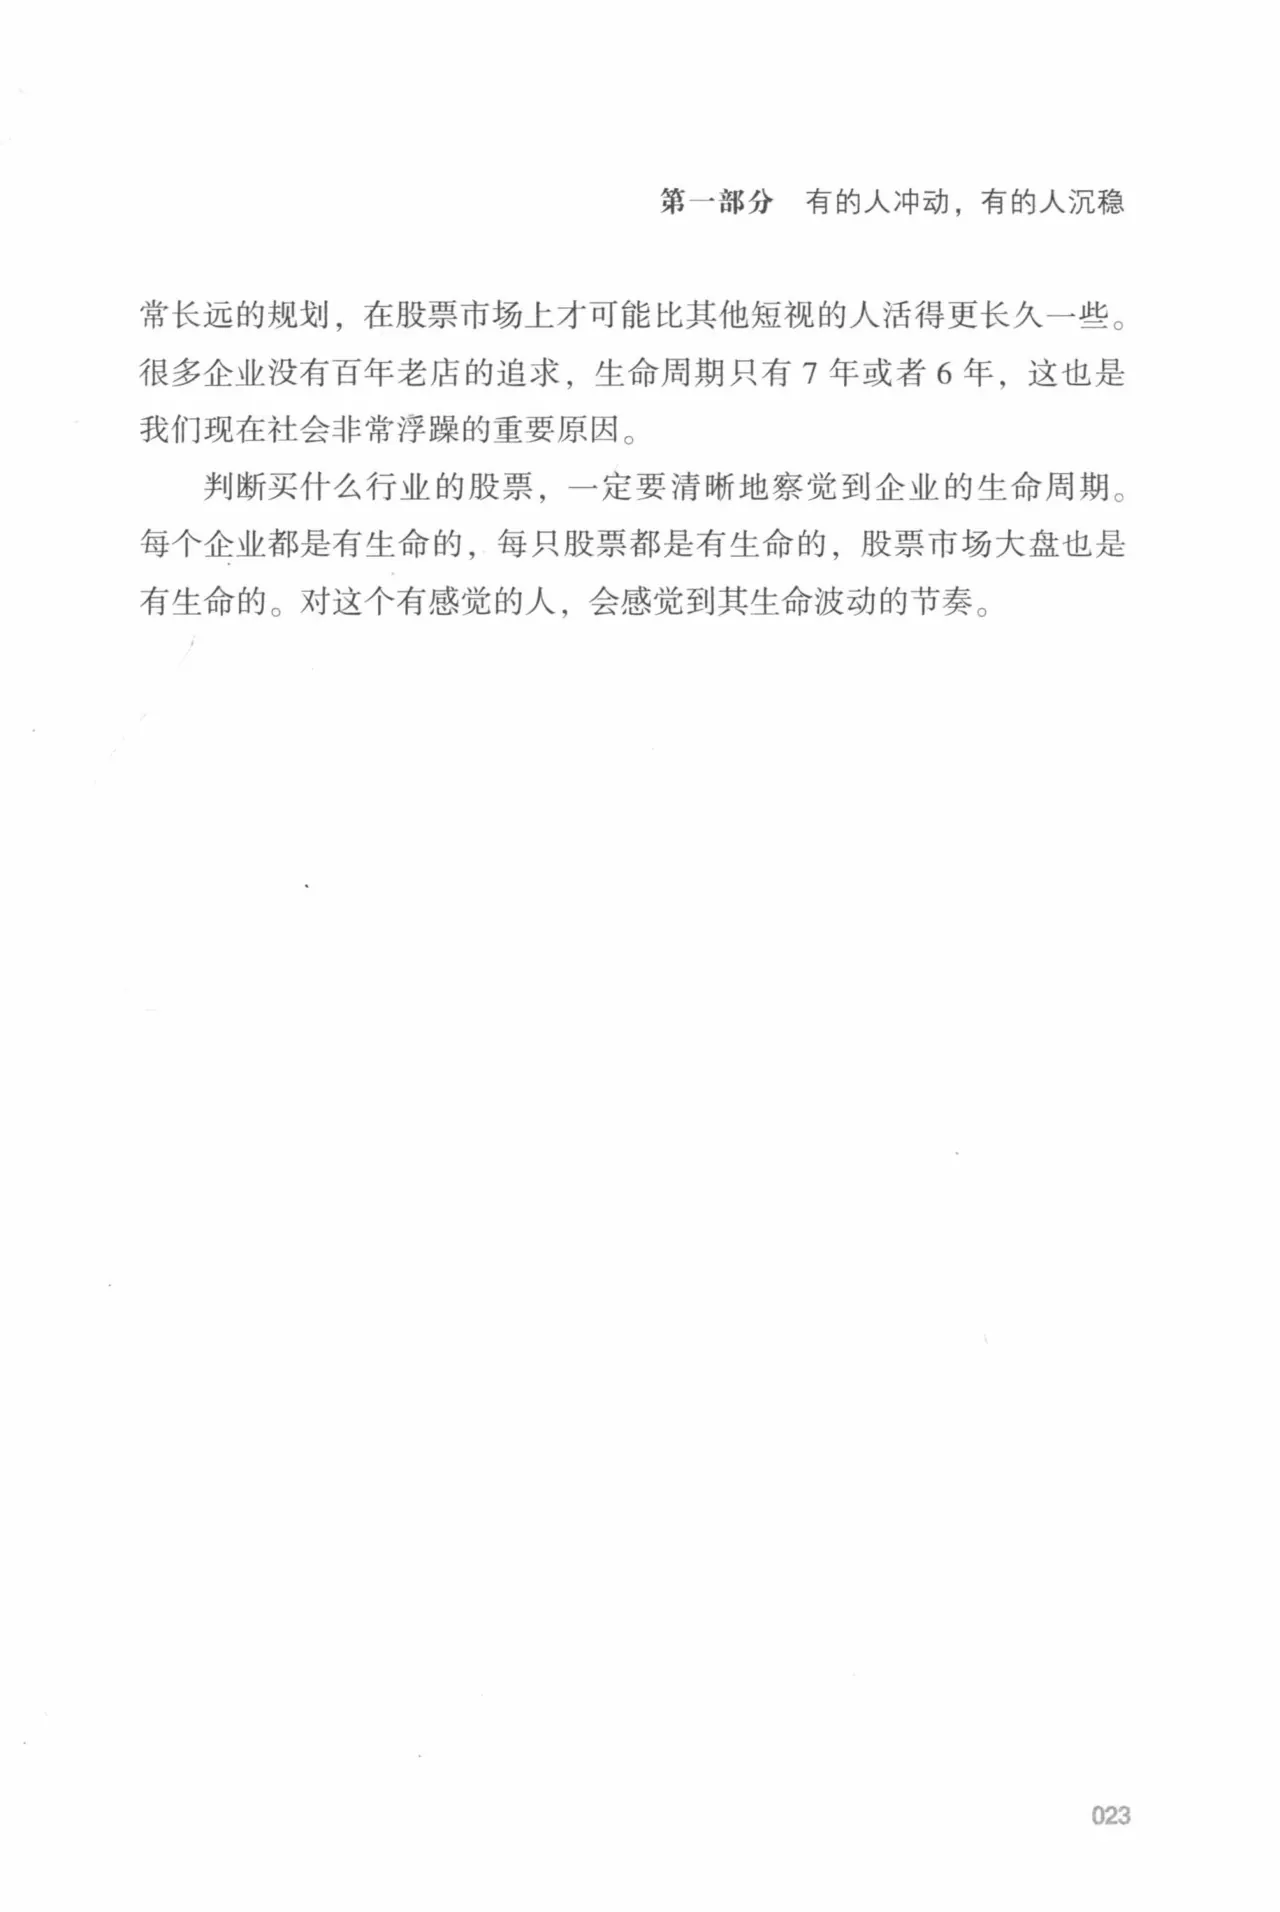 第一部分 有的人冲动，有的人沉稳
常长远的规划，在股票市场上才可能比其他短视的人活得更长久一些。
很多企业没有百年老店的追求，生命周期只有 7 年或者 6 年，这也是
我们现在社会非常浮躁的重要原因。
判断买什么行业的股票，一定要清晰地察觉到企业的生命周期。
每个企业都是有生命的，每只股票都是有生命的，股票市场大盘也是
有生命的。对这个有感觉的人，会感觉到其生命波动的节奏。
023